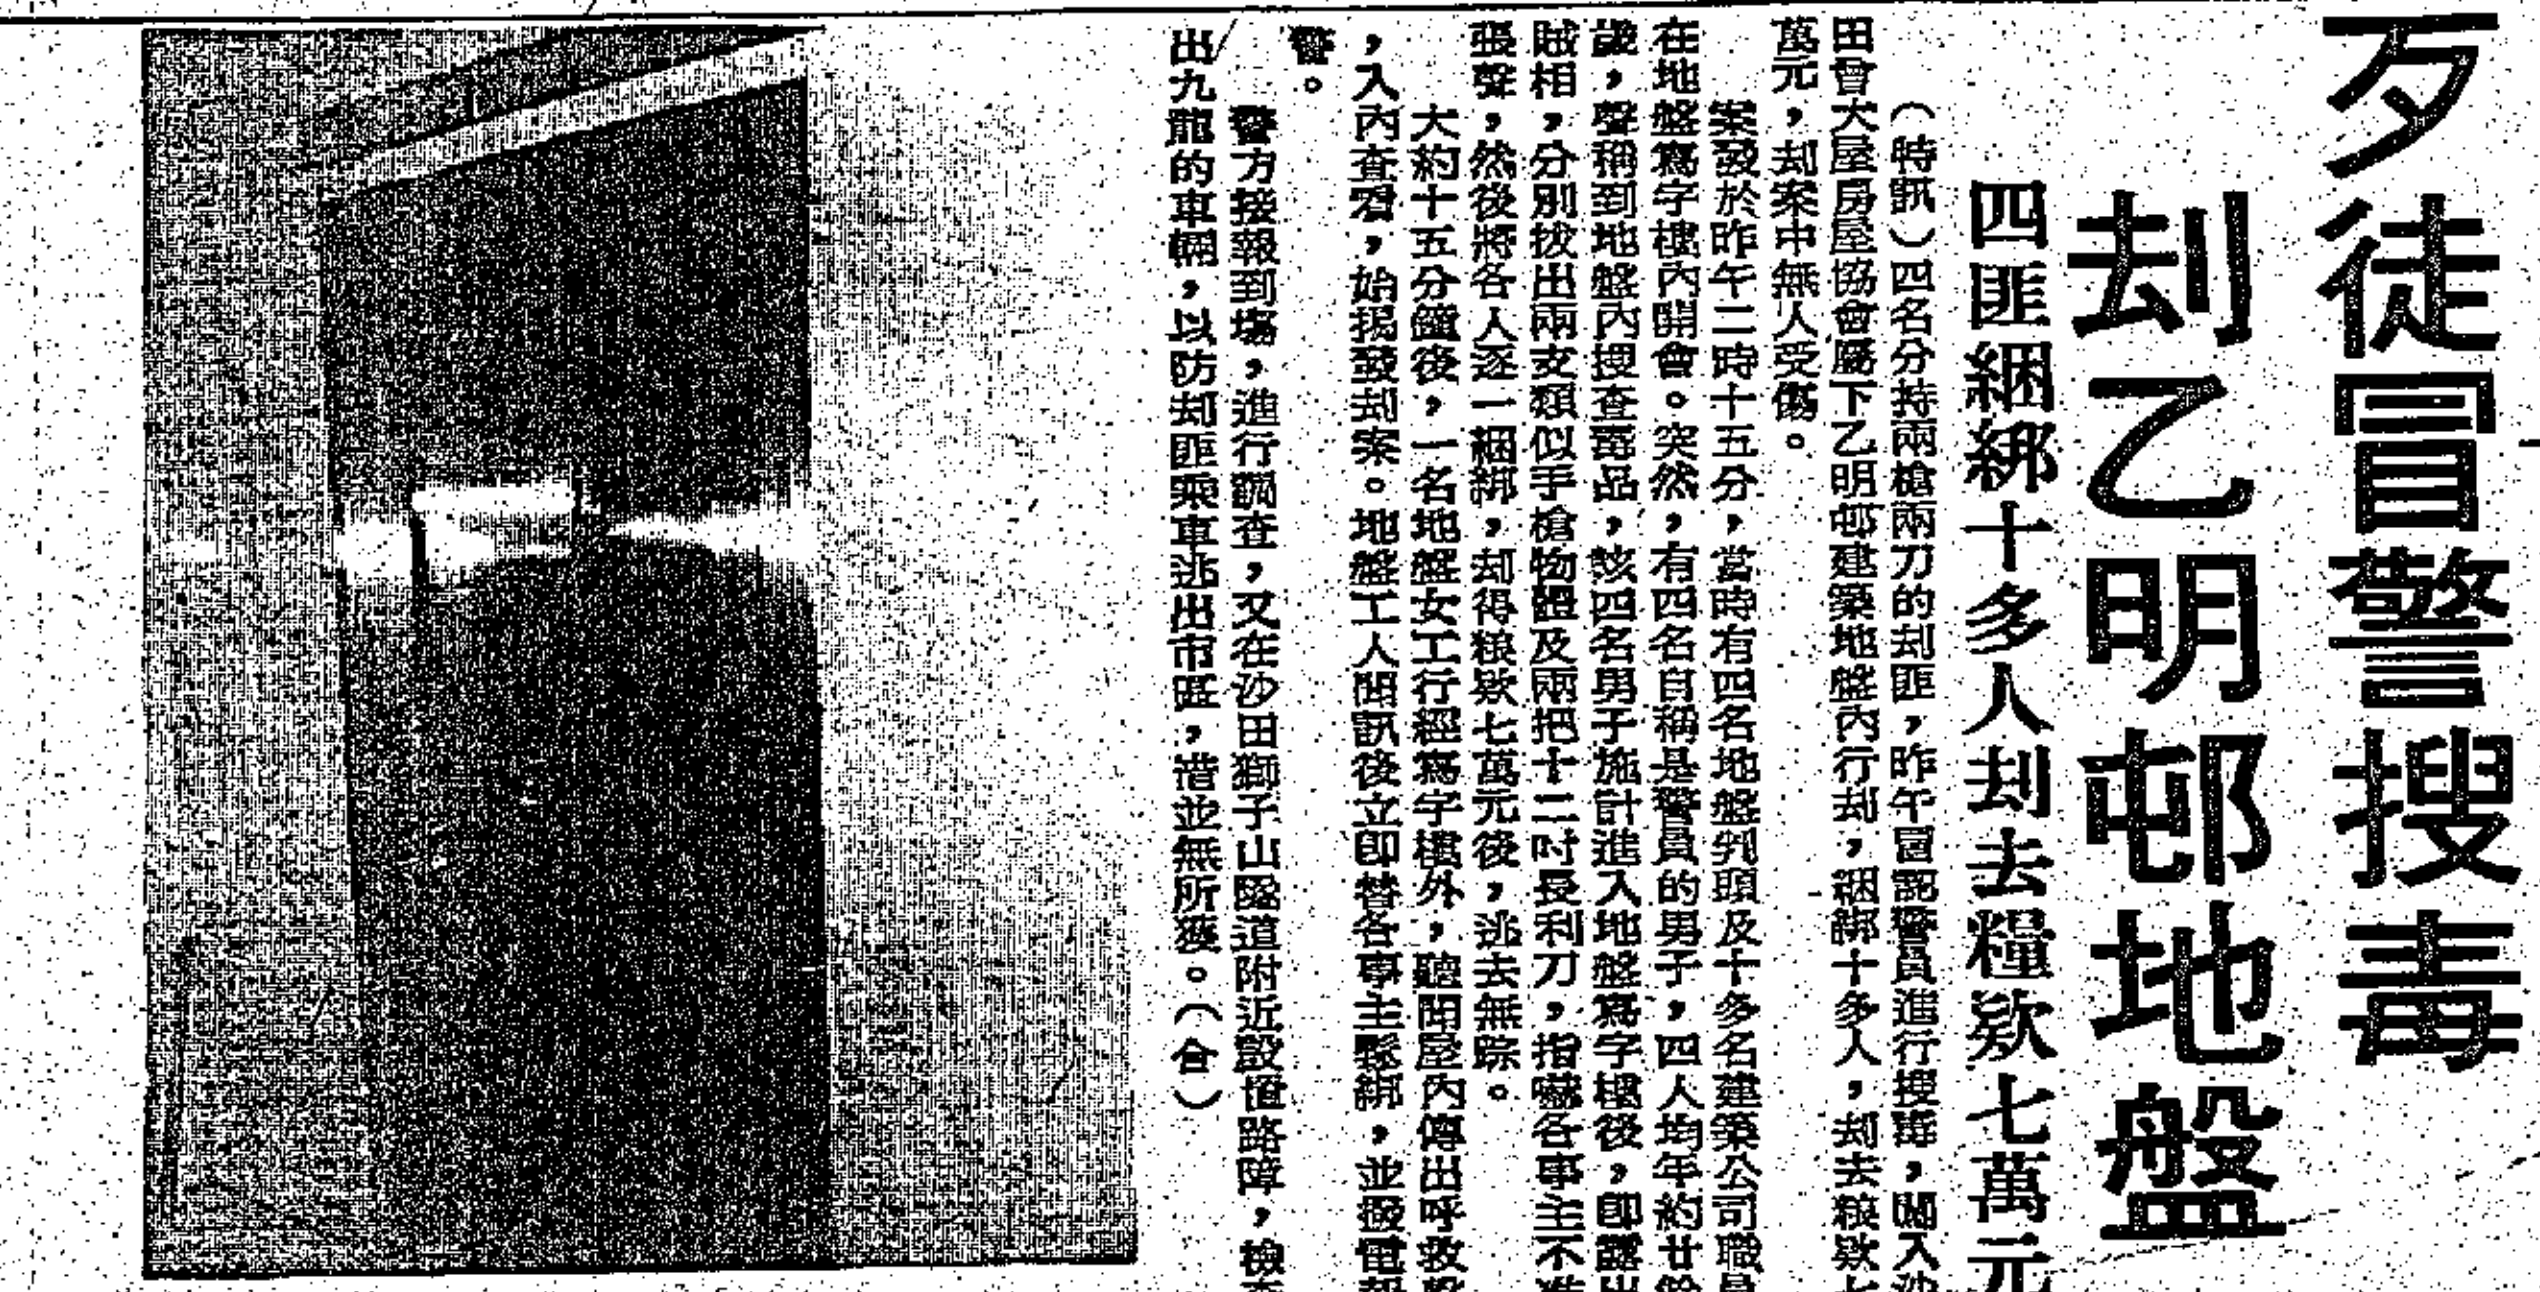 歹徒冒警搜毒
刦乙明邨地盤
四匪綑綁十多人刦去糧欵七萬元
（特訊）四名分持兩槍兩刀的刦匪，昨午冒認警員進行搜毒，闖入沙
田會大屋房屋協會屬下乙明邨建築地盤內行刦，綑綁十多人，刦去粮欵七
萬元，刦案中無人受傷。
案發於昨午二時十五分，當時有四名地盤判頭及十多名建築公司職員
在地盤寫字樓內開會。突然，有四名自稱是警員的男子，四人均年約廿餘
歲，聲稱到地盤內搜查毒品，該四名男子施計進入地盤寫字樓後，即露出
賊相，分別拔出兩支類似手槍物體及兩把十二吋長利刀，指嚇各事主不准
張聲，然後將各人逐一綑綁，却得粮欵七萬元後，逃去無踪。
大約十五分鐘後，一名地盤女工行經寫字樓外，聽聞屋內傳出呼救聲
，入內查看，始揭發刦案。地盤工人聞訊後立即替各事主鬆綁，並撥電報
警。
警方接報到塲，進行調查，又在沙田獅子山隧道附近設置路障，檢查
出九龍的車輛，以防刦匪乘車逃出市區，惜並無所獲。（合）